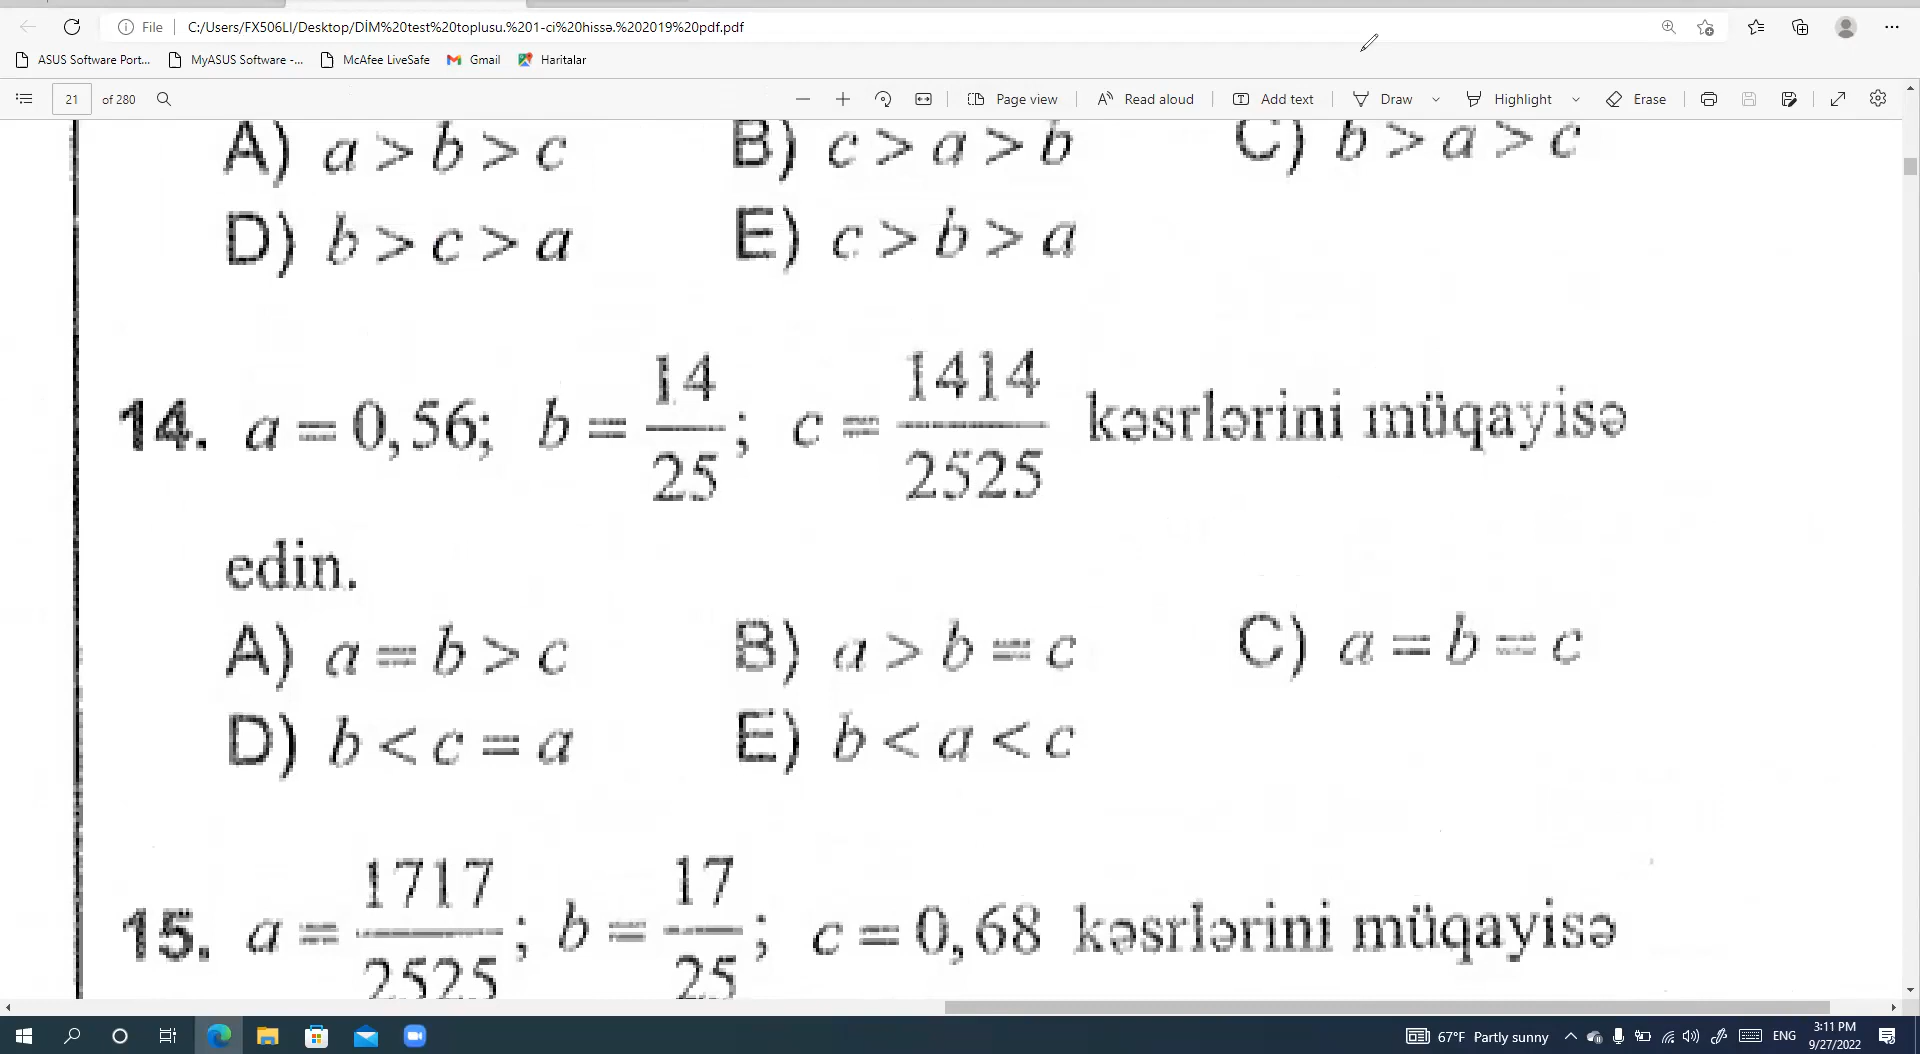 File C:/Users/FX506LI/Desktop/DİM%20test%20toplusu.%201-ci%20hissə.%202019%20pdf.pdf
ASUS Software Port... MyASUS Software -... McAfee LiveSafe Gmail Haritalar
21 of 280 Page view Read aloud Add text Draw Highlight Erase
A) a > b > c B) c > a > b C) b > a > c
D) b > c > a E) c > b > a
14. a = 0,56; b = 14/25; c = 1414/2525 kəsrlərini müqayisə
edin.
A) a = b > c B) a > b = c C) a = b = c
D) b < c = a E) b < a < c
15. a = 1717/2525; b = 17/25; c = 0,68 kəsrlərini müqayisə
67°F Partly sunny ENG 3:11 PM
9/27/2022